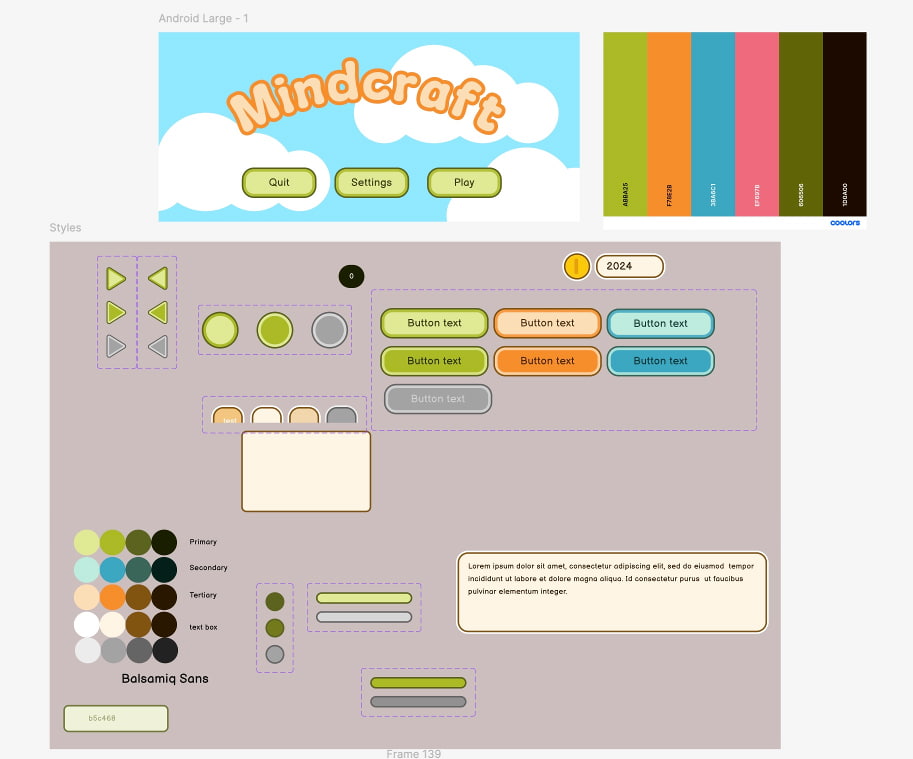 Android Large - 1
Mindcraft
Quit
Settings
Play
ABBA25
F78E2B
3BA6C1
EF697B
606506
1D0A00
coolors
Styles
0
2024
Button text
Button text
Button text
Button text
Button text
Button text
Button text
text
Primary
Secondary
Tertiary
text box
Lorem ipsum dolor sit amet, consectetur adipiscing elit, sed do eiusmod tempor
incididunt ut labore et dolore magna aliqua. Id consectetur purus ut faucibus
pulvinar elementum integer.
Balsamiq Sans
b5c468
Frame 139